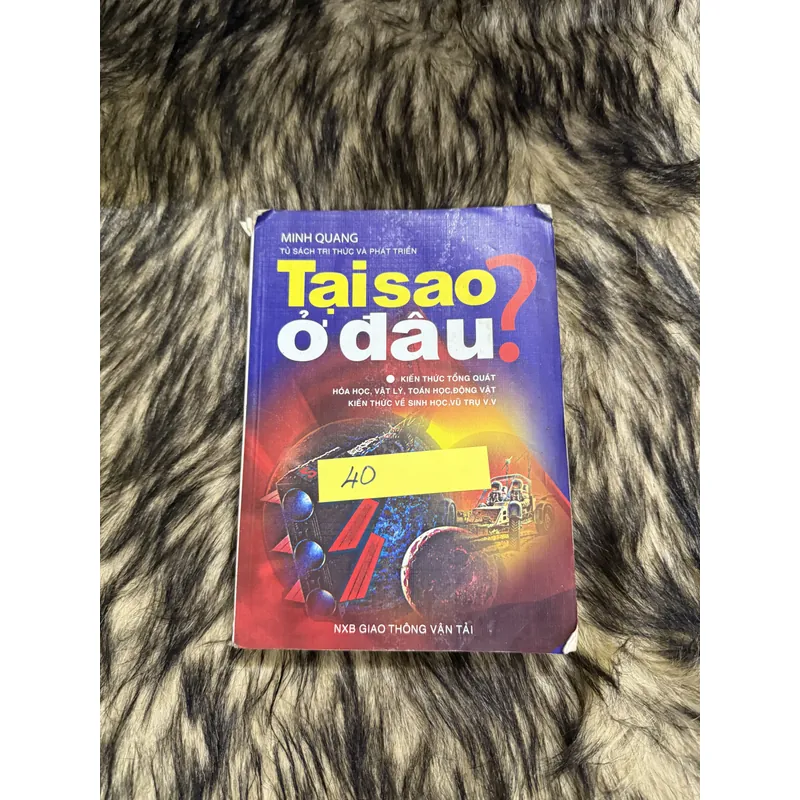 MINH QUANG
TỦ SÁCH TRI THỨC VÀ PHÁT TRIỂN
Tại sao
ở đâu?
• KIẾN THỨC TỔNG QUÁT
HÓA HỌC, VẬT LÝ, TOÁN HỌC.ĐỘNG VẬT
KIẾN THỨC VỀ SINH HỌC.VŨ TRỤ V.V
40
NXB GIAO THÔNG VẬN TẢI